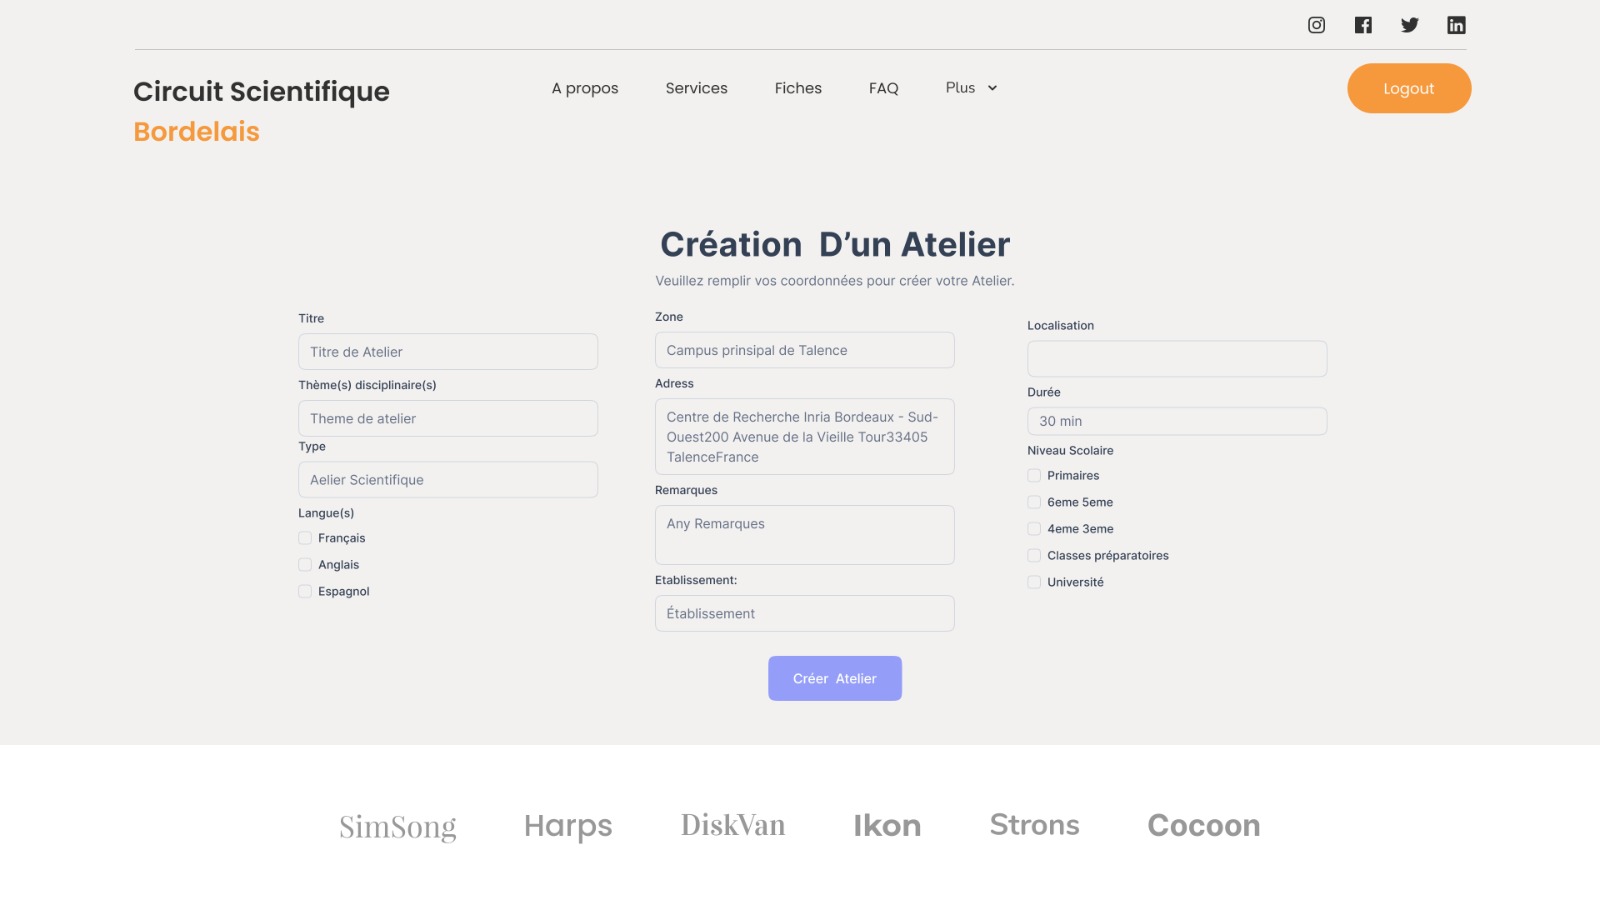 Circuit Scientifique
Bordelais
A propos
Services
Fiches
FAQ
Plus
Logout
Création D’un Atelier
Veuillez remplir vos coordonnées pour créer votre Atelier.
Titre
Titre de Atelier
Thème(s) disciplinaire(s)
Theme de atelier
Type
Aelier Scientifique
Langue(s)
Français
Anglais
Espagnol
Zone
Campus prinsipal de Talence
Adress
Centre de Recherche Inria Bordeaux - Sud-
Ouest200 Avenue de la Vieille Tour33405
TalenceFrance
Remarques
Any Remarques
Etablissement:
Établissement
Localisation
Durée
30 min
Niveau Scolaire
Primaires
6eme 5eme
4eme 3eme
Classes préparatoires
Université
Créer Atelier
SimSong
Harps
DiskVan
Ikon
Strons
Cocoon